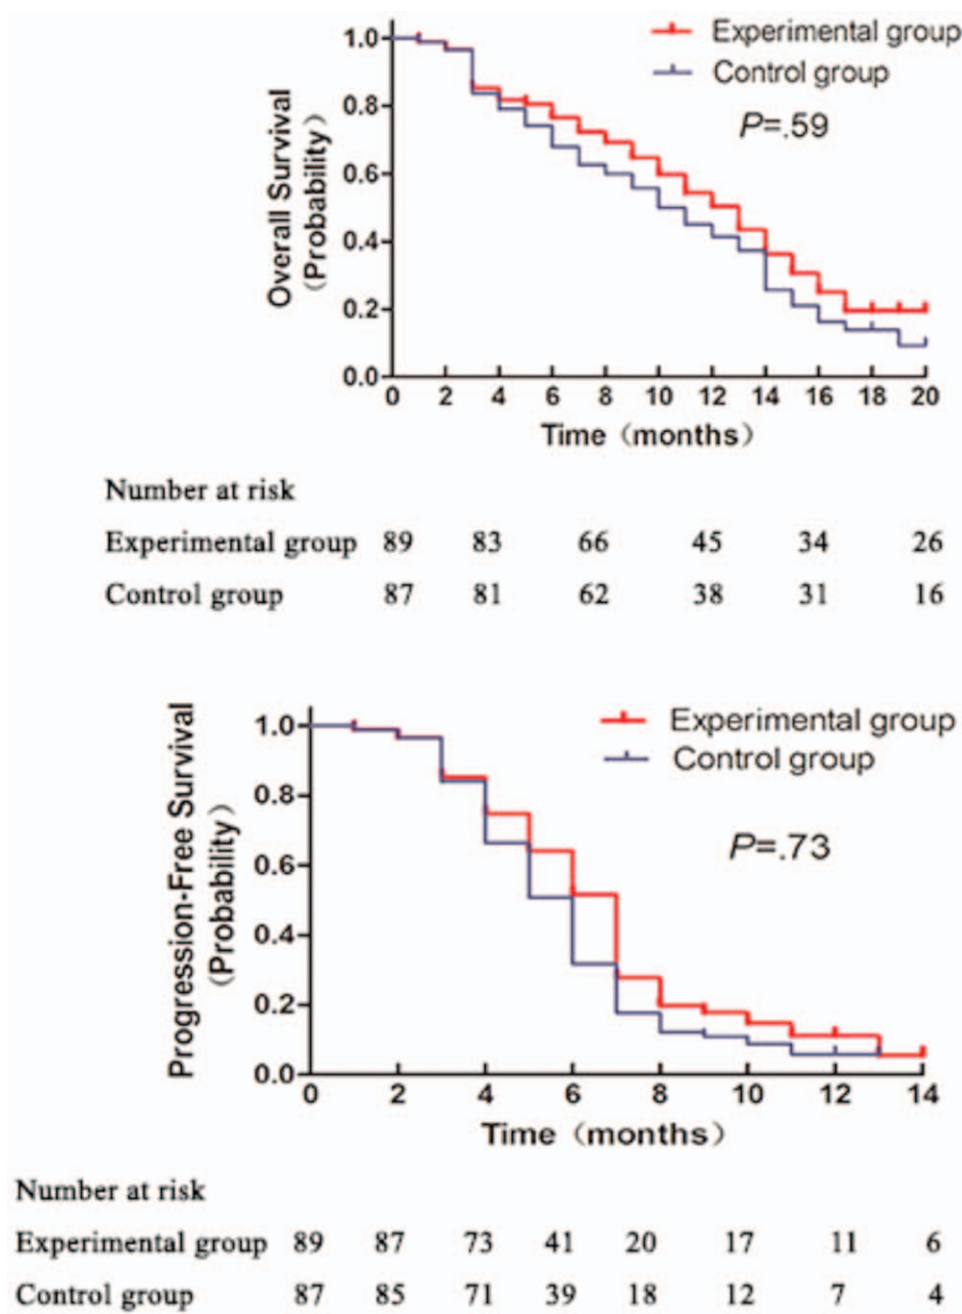 Experimental group
Control group
P=.59
Overall Survival
（Probability）
1.0
0.8
0.6
0.4
0.2
0.0
0 2 4 6 8 10 12 14 16 18 20
Time（months）
Number at risk
Experimental group 89 83 66 45 34 26
Control group 87 81 62 38 31 16
Experimental group
Control group
P=.73
Progression-Free Survival
（Probability）
1.0
0.8
0.6
0.4
0.2
0.0
0 2 4 6 8 10 12 14
Time（months）
Number at risk
Experimental group 89 87 73 41 20 17 11 6
Control group 87 85 71 39 18 12 7 4